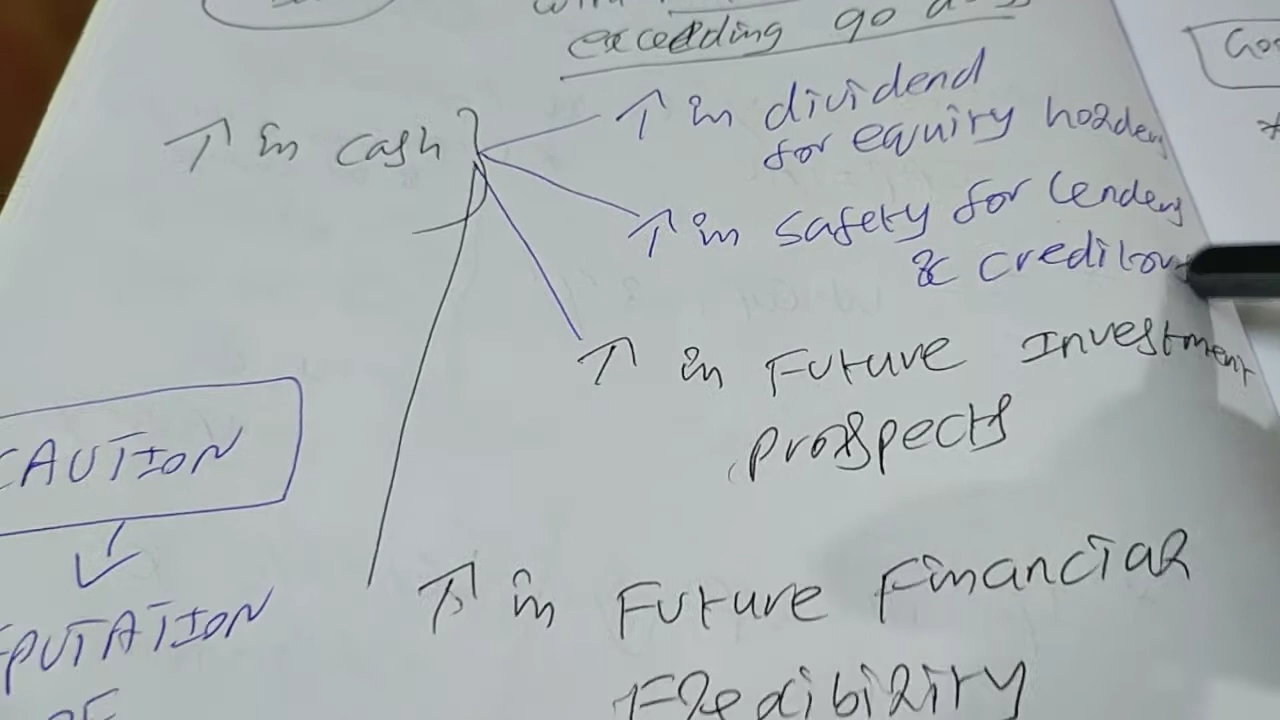 exceeding 90
↑ in cash
↑ in dividend
for equity holders
↑ in safety for lenders
& creditors
↑ in Future Investment
prospects
CAUTION
↑ in Future Financial
Flexibility